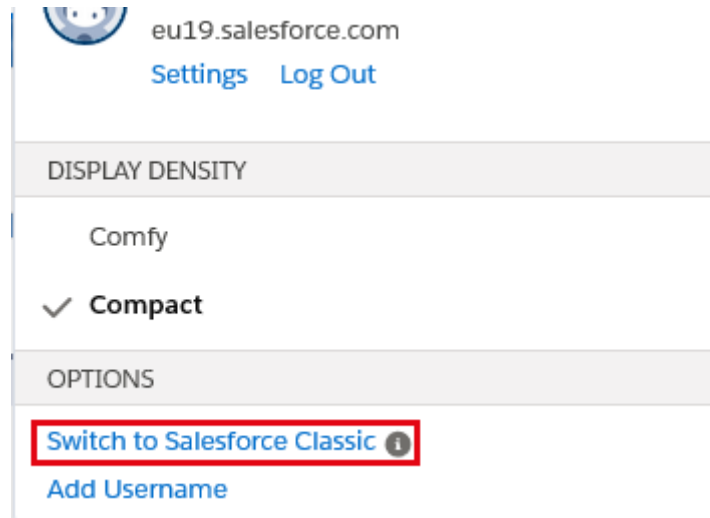 eu19.salesforce.com
Settings Log Out
DISPLAY DENSITY
Comfy
Compact
OPTIONS
Switch to Salesforce Classic
Add Username